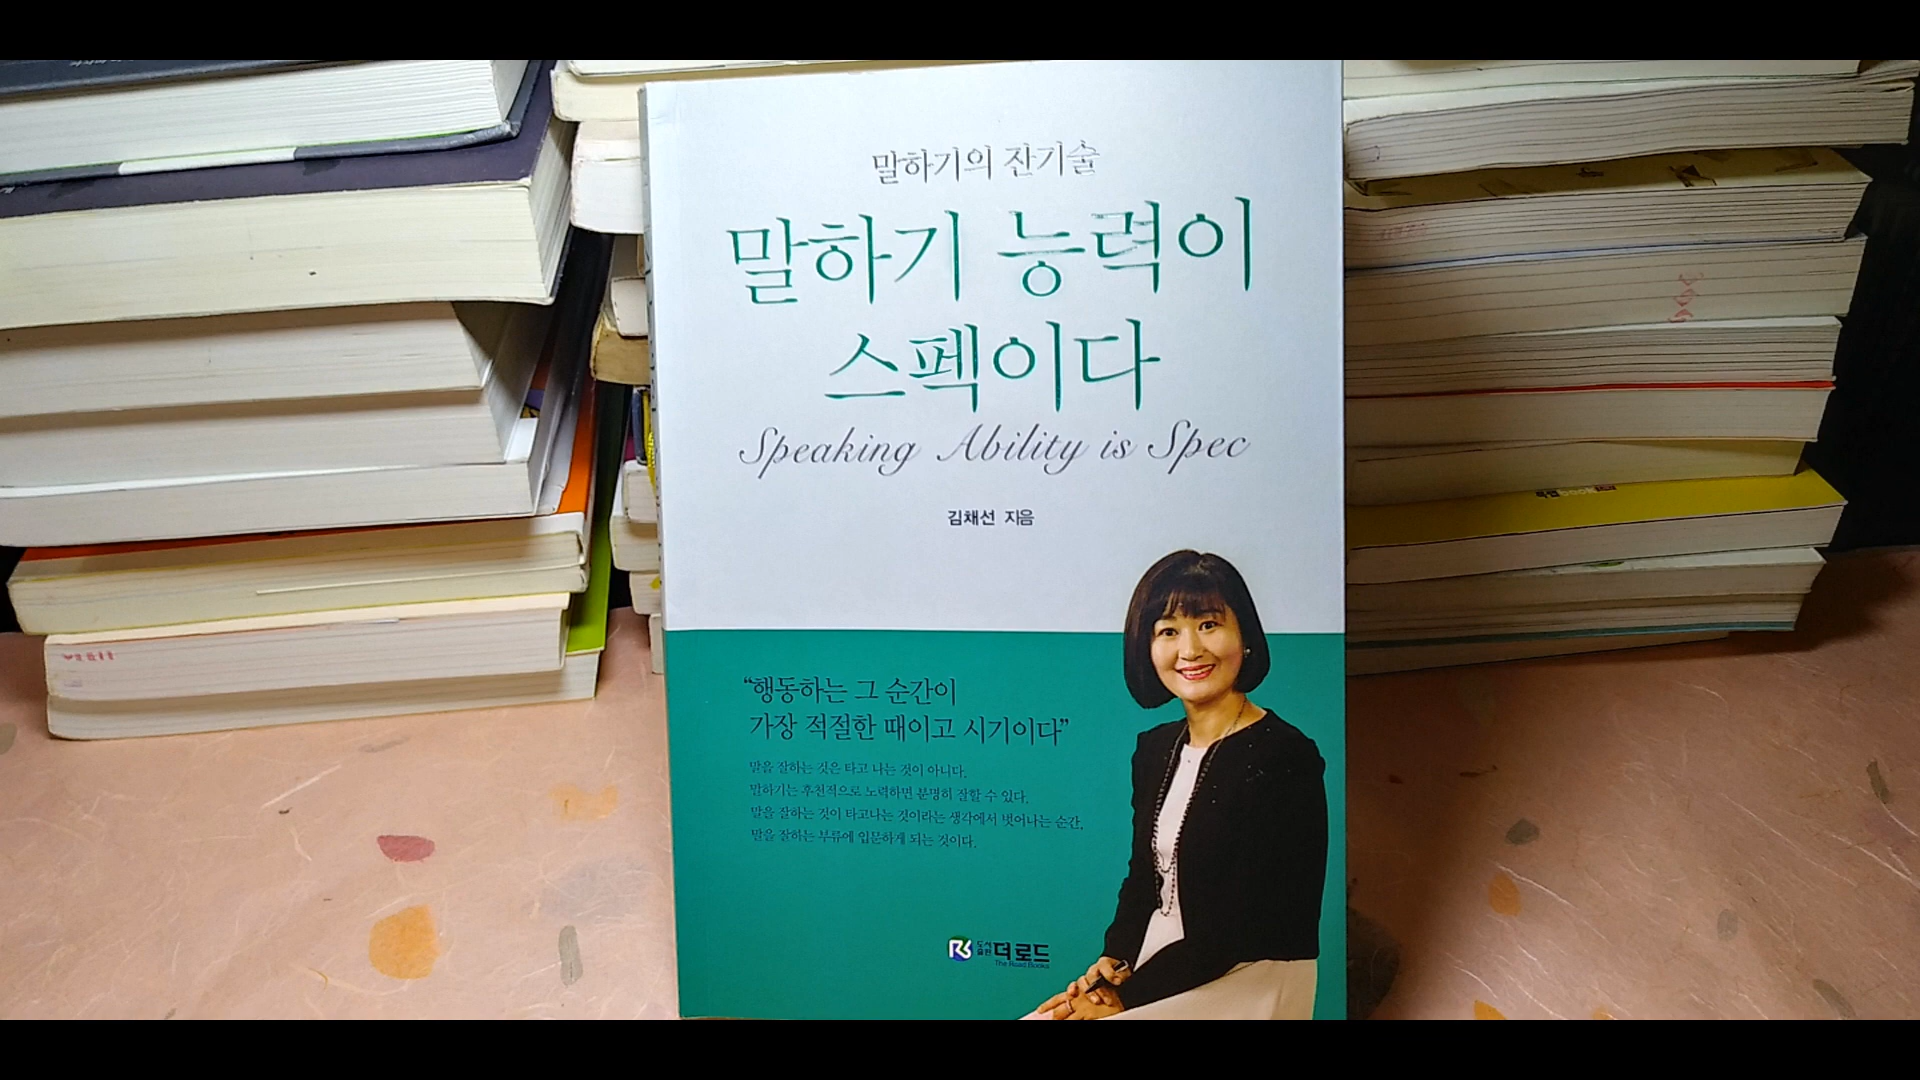 말하기의 잔기술
말하기 능력이
스펙이다
Speaking Ability is Spec
김채선 지음
“행동하는 그 순간이
가장 적절한 때이고 시기이다”
말을 잘하는 것은 타고 나는 것이 아니다.
말하기는 후천적으로 노력하면 분명히 잘할 수 있다.
말을 잘하는 것이 타고나는 것이라는 생각에서 벗어나는 순간,
말을 잘하는 부류에 입문하게 되는 것이다.
도서출판 더로드
The Road Books